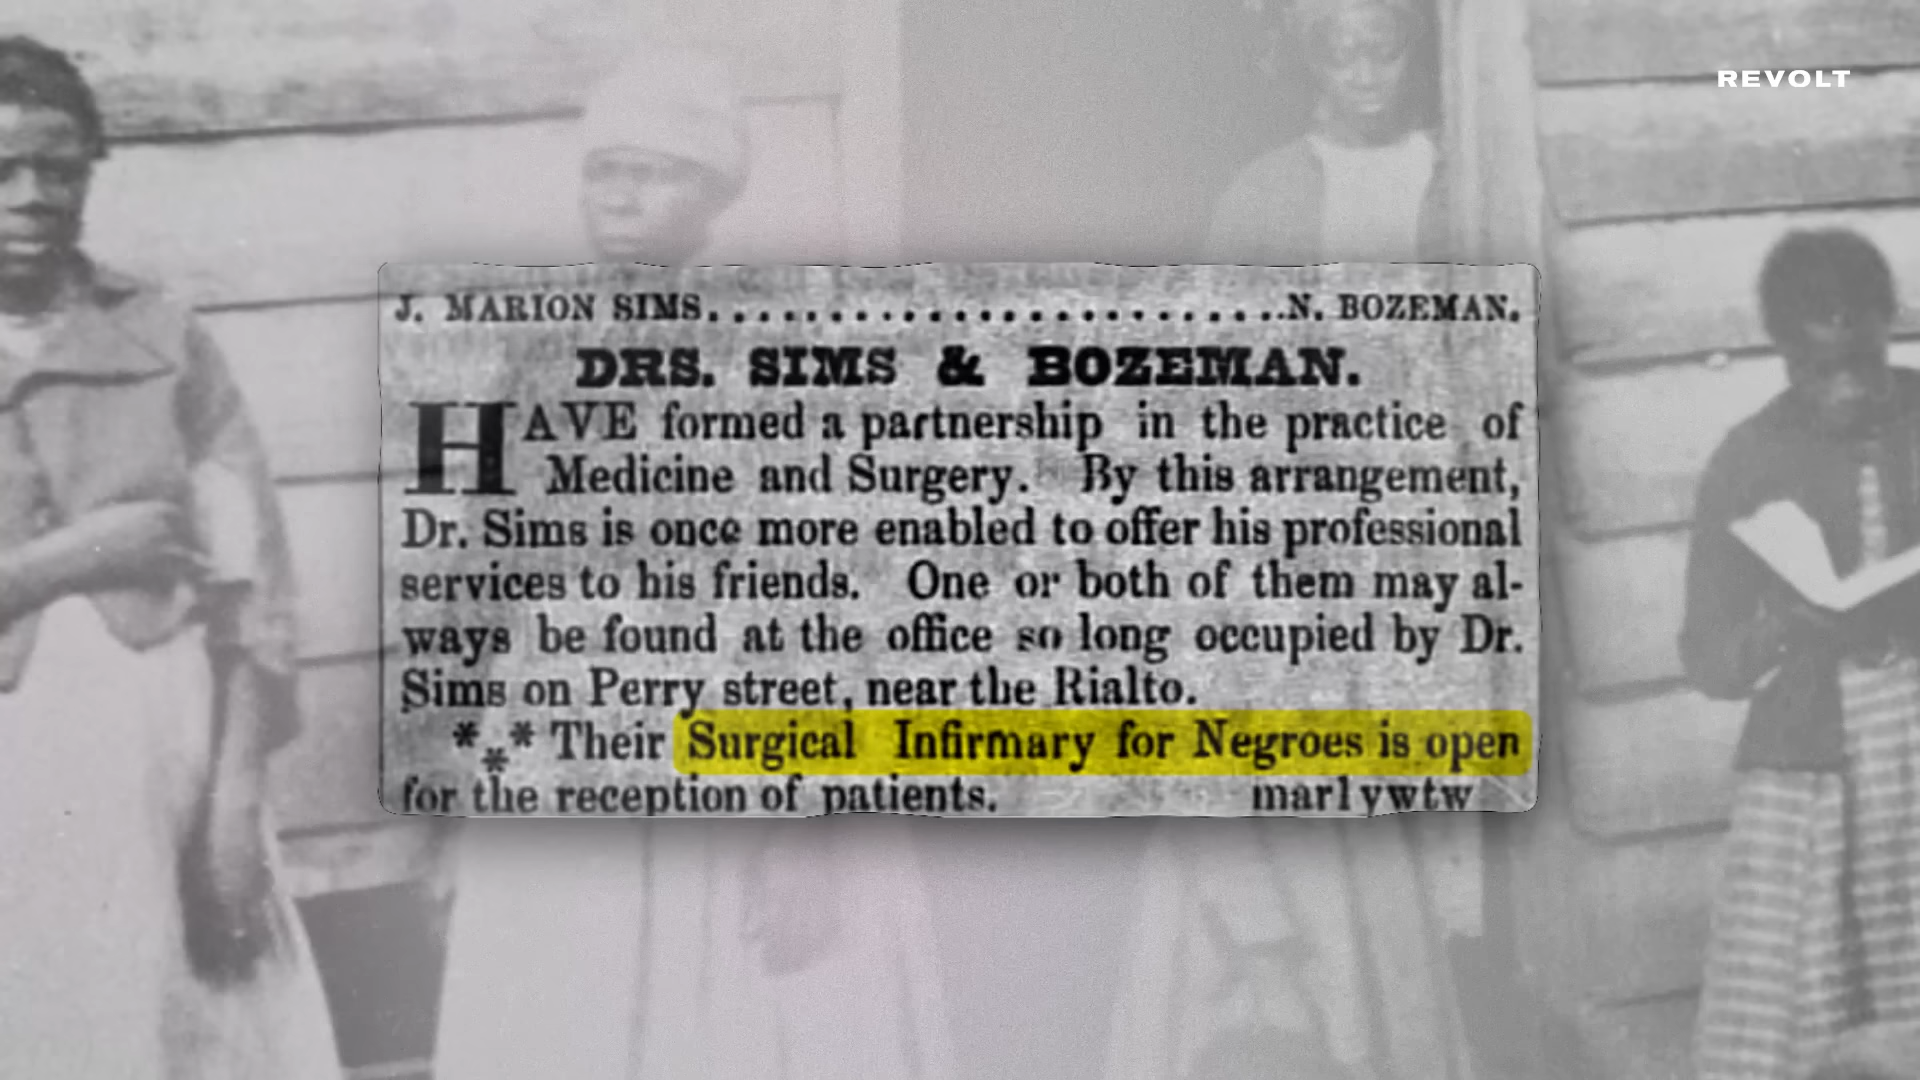 REVOLT
J. MARION SIMS..............................N. BOZEMAN.
DRS. SIMS & BOZEMAN.
HAVE formed a partnership in the practice of
Medicine and Surgery. By this arrangement,
Dr. Sims is once more enabled to offer his professional
services to his friends. One or both of them may al-
ways be found at the office so long occupied by Dr.
Sims on Perry street, near the Rialto.
*** Their Surgical Infirmary for Negroes is open
for the reception of patients. mar1ywtw